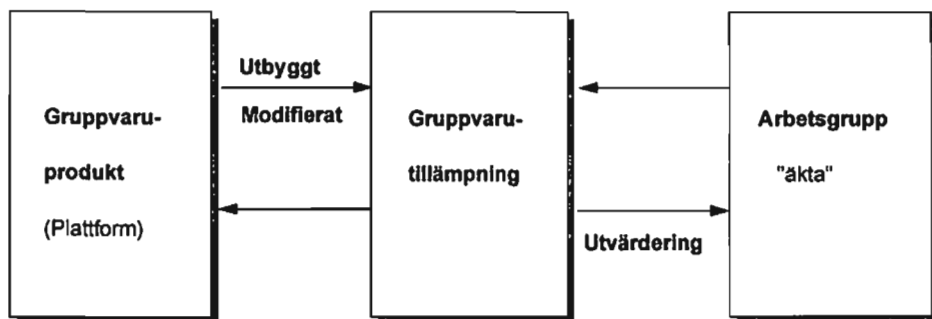 Gruppvaru-
produkt
(Plattform)
Utbyggt
Modifierat
Gruppvaru-
tillämpning
Utvärdering
Arbetsgrupp
"äkta"